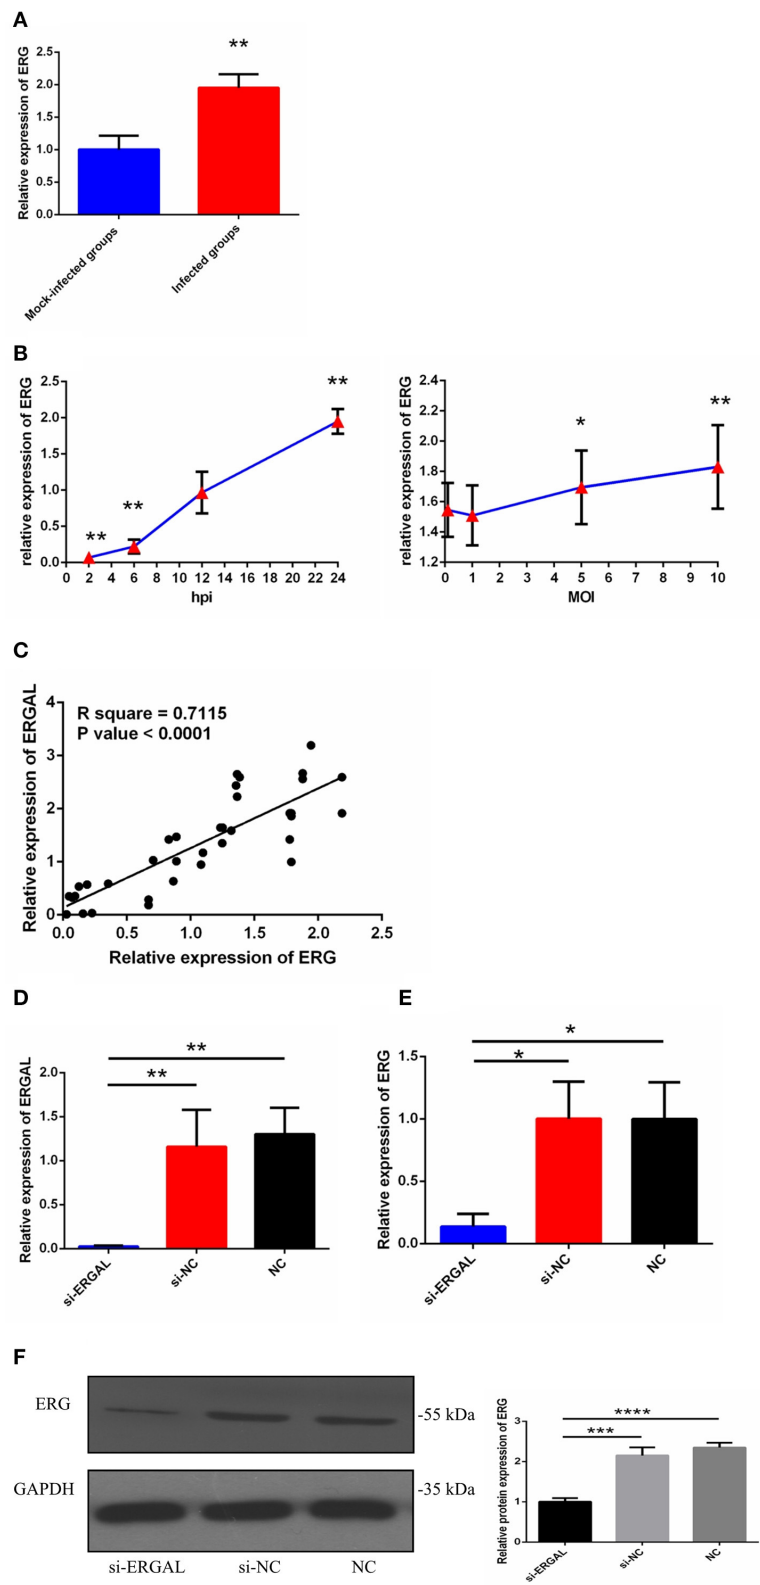 A
Relative expression of ERG
2.5
2.0
1.5
1.0
0.5
0.0
**
Mock-infected groups
Infected groups
B
relative expression of ERG
2.5
2.0
1.5
1.0
0.5
0.0
** ** **
0 2 4 6 8 10 12 14 16 18 20 22 24
hpi
relative expression of ERG
2.4
2.2
2.0
1.8
1.6
1.4
1.2
* **
0 1 2 3 4 5 6 7 8 9 10
MOI
C
Relative expression of ERGAL
4
3
2
1
0
R square = 0.7115
P value < 0.0001
0.0 0.5 1.0 1.5 2.0 2.5
Relative expression of ERG
D
Relative expression of ERGAL
2.0
1.5
1.0
0.5
0.0
**
**
si-ERGAL
si-NC
NC
E
Relative expression of ERG
1.5
1.0
0.5
0.0
*
*
si-ERGAL
si-NC
NC
F
ERG
-55 kDa
GAPDH
-35 kDa
si-ERGAL si-NC NC
Relative protein expression of ERG
3
2
1
0
****
***
si-ERGAL
si-NC
NC